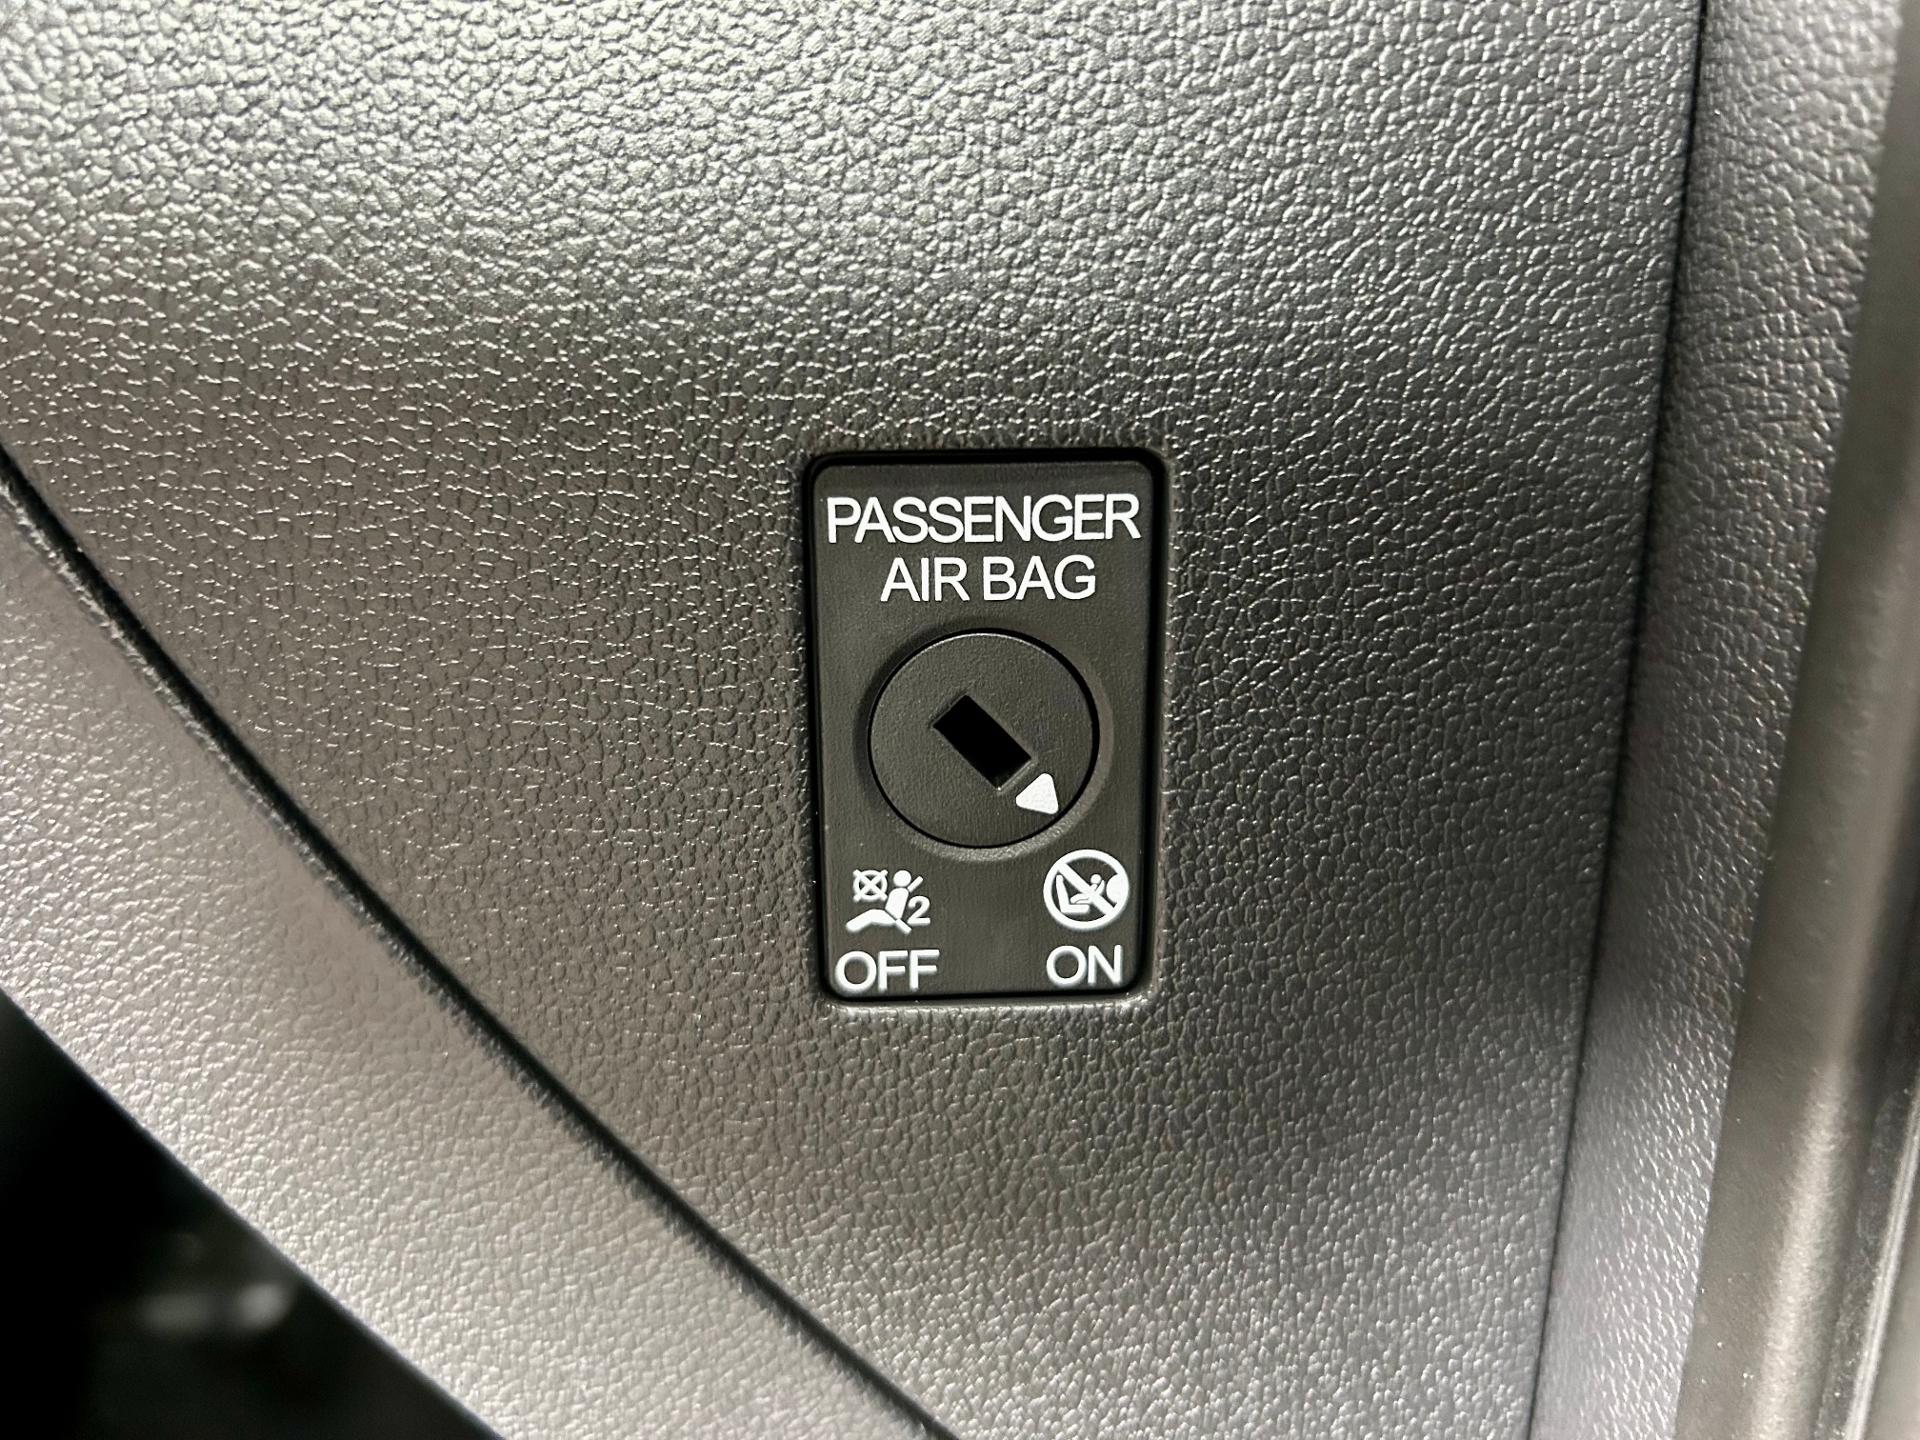 PASSENGER
AIR BAG
2
OFF ON